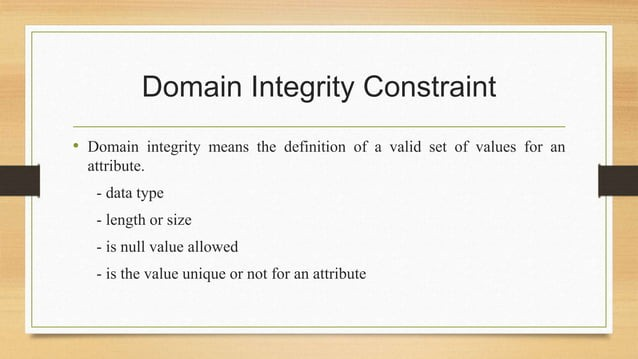 Domain Integrity Constraint
• Domain integrity means the definition of a valid set of values for an
attribute.
- data type
- length or size
- is null value allowed
- is the value unique or not for an attribute